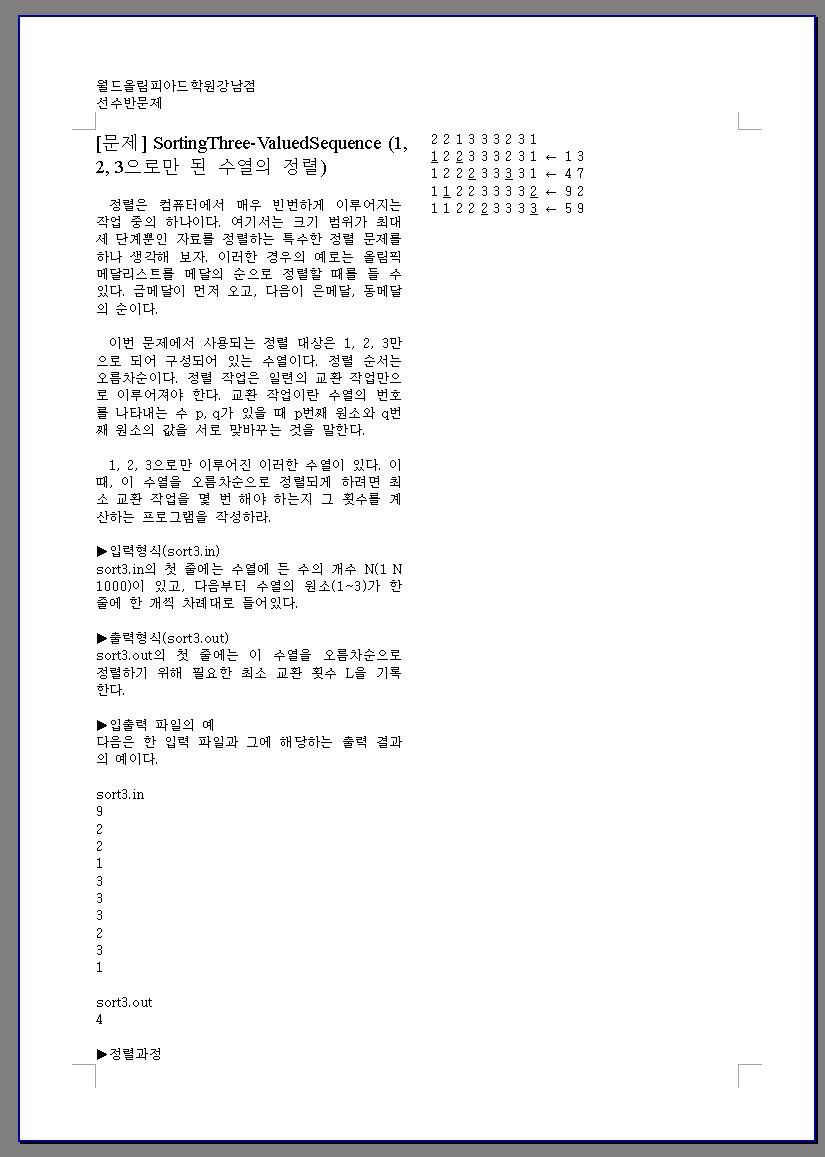 월드올림피아드학원강남점
선수반문제
[문제] SortingThree-ValuedSequence (1,
2, 3으로만 된 수열의 정렬)
정렬은 컴퓨터에서 매우 빈번하게 이루어지는
작업 중의 하나이다. 여기서는 크기 범위가 최대
세 단계뿐인 자료를 정렬하는 특수한 정렬 문제를
하나 생각해 보자. 이러한 경우의 예로는 올림픽
메달리스트를 메달의 순으로 정렬할 때를 들 수
있다. 금메달이 먼저 오고, 다음이 은메달, 동메달
의 순이다.
이번 문제에서 사용되는 정렬 대상은 1, 2, 3만
으로 되어 구성되어 있는 수열이다. 정렬 순서는
오름차순이다. 정렬 작업은 일련의 교환 작업만으
로 이루어져야 한다. 교환 작업이란 수열의 번호
를 나타내는 수 p, q가 있을 때 p번째 원소와 q번
째 원소의 값을 서로 맞바꾸는 것을 말한다.
1, 2, 3으로만 이루어진 이러한 수열이 있다. 이
때, 이 수열을 오름차순으로 정렬되게 하려면 최
소 교환 작업을 몇 번 해야 하는지 그 횟수를 계
산하는 프로그램을 작성하라.
▶입력형식(sort3.in)
sort3.in의 첫 줄에는 수열에 든 수의 개수 N(1 N
1000)이 있고, 다음부터 수열의 원소(1~3)가 한
줄에 한 개씩 차례대로 들어있다.
▶출력형식(sort3.out)
sort3.out의 첫 줄에는 이 수열을 오름차순으로
정렬하기 위해 필요한 최소 교환 횟수 L을 기록
한다.
▶입출력 파일의 예
다음은 한 입력 파일과 그에 해당하는 출력 결과
의 예이다.
sort3.in
9
2
2
1
3
3
3
2
3
1
sort3.out
4
▶정렬과정
2 2 1 3 3 3 2 3 1
1 2 2 3 3 3 2 3 1 ← 1 3
1 2 2 2 3 3 3 3 1 ← 4 7
1 1 2 2 3 3 3 3 2 ← 9 2
1 1 2 2 2 3 3 3 3 ← 5 9